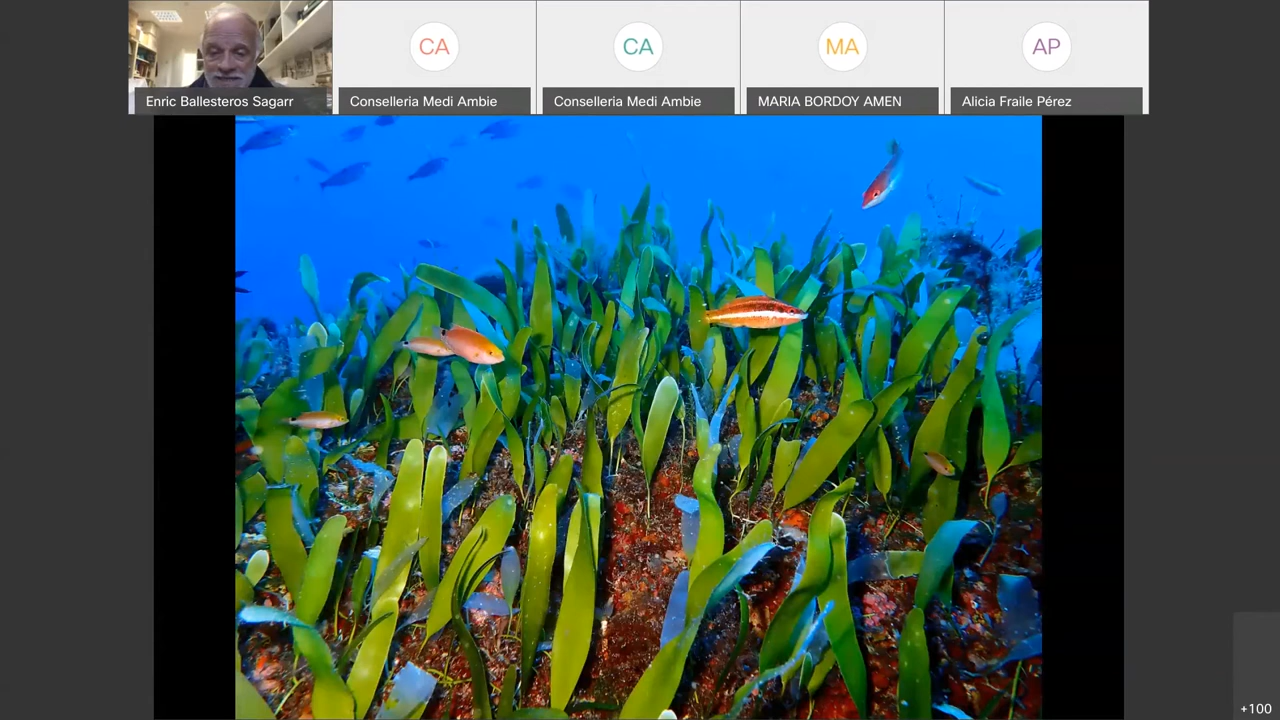 CA
CA
MA
AP
Enric Ballesteros Sagarr
Conselleria Medi Ambie
Conselleria Medi Ambie
MARIA BORDOY AMEN
Alicia Fraile Pérez
+100